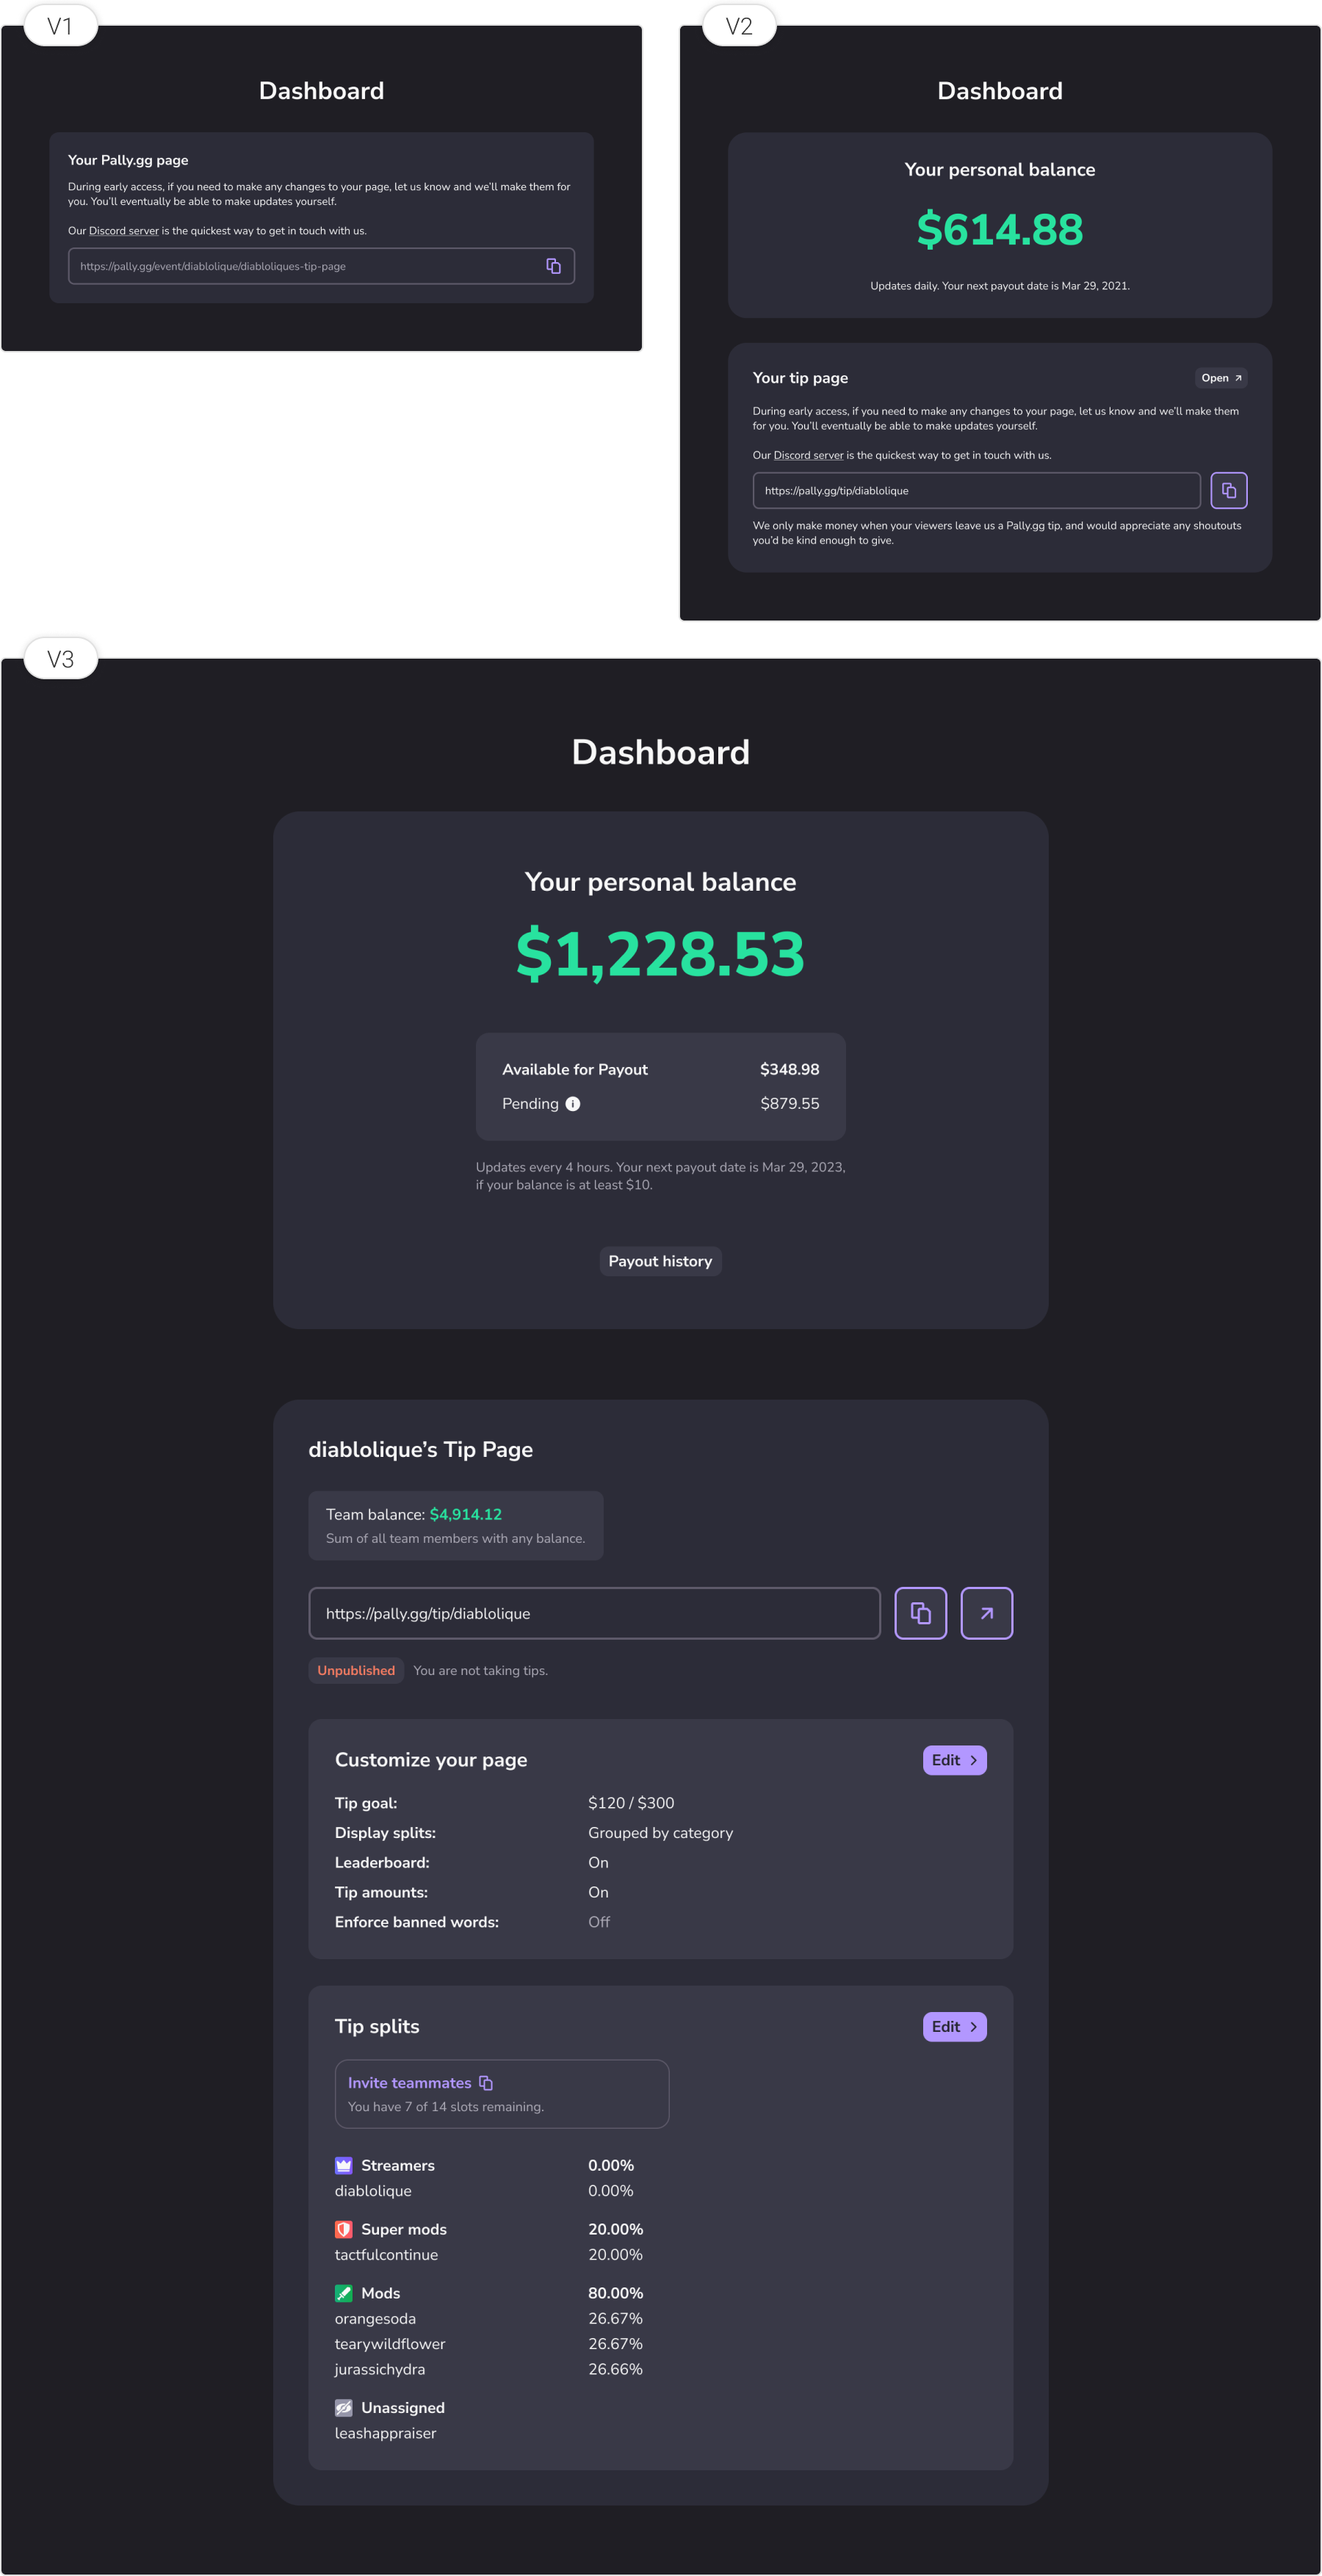 V1
Dashboard
Your Pally.gg page
During early access, if you need to make any changes to your page, let us know and we’ll make them for
you. You’ll eventually be able to make updates yourself.
Our Discord server is the quickest way to get in touch with us.
https://pally.gg/event/diablolique/diabloliques-tip-page
V2
Dashboard
Your personal balance
$614.88
Updates daily. Your next payout date is Mar 29, 2021.
Your tip page
Open
During early access, if you need to make any changes to your page, let us know and we’ll make them
for you. You’ll eventually be able to make updates yourself.
Our Discord server is the quickest way to get in touch with us.
https://pally.gg/tip/diablolique
We only make money when your viewers leave us a Pally.gg tip, and would appreciate any shoutouts
you’d be kind enough to give.
V3
Dashboard
Your personal balance
$1,228.53
Available for Payout $348.98
Pending $879.55
Updates every 4 hours. Your next payout date is Mar 29, 2023,
if your balance is at least $10.
Payout history
diablolique’s Tip Page
Team balance: $4,914.12
Sum of all team members with any balance.
https://pally.gg/tip/diablolique
Unpublished You are not taking tips.
Customize your page Edit
Tip goal: $120 / $300
Display splits: Grouped by category
Leaderboard: On
Tip amounts: On
Enforce banned words: Off
Tip splits Edit
Invite teammates
You have 7 of 14 slots remaining.
Streamers 0.00%
diablolique 0.00%
Super mods 20.00%
tactfulcontinue 20.00%
Mods 80.00%
orangesoda 26.67%
tearywildflower 26.67%
jurassichydra 26.66%
Unassigned
leashappraiser